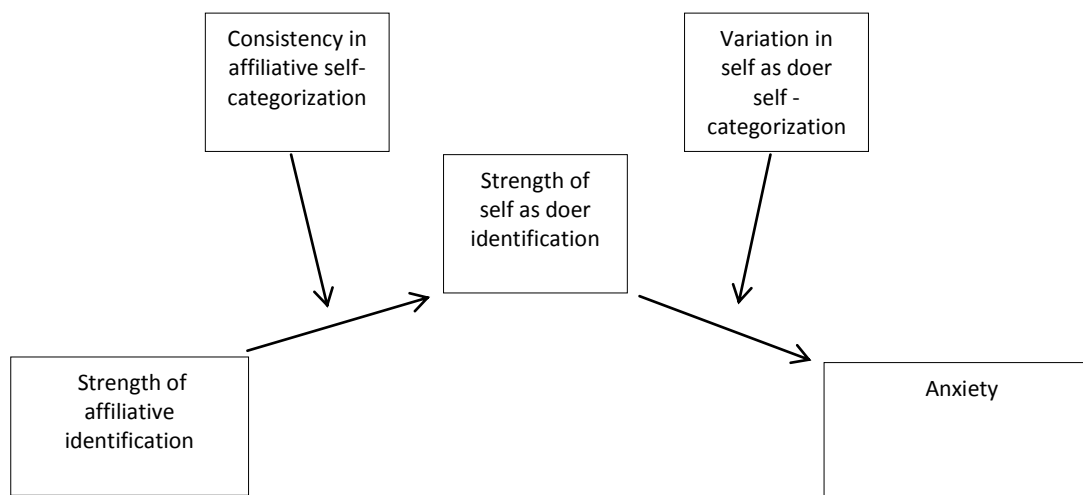 Consistency in
affiliative self-
categorization
Variation in
self as doer
self -
categorization
Strength of
self as doer
identification
Strength of
affiliative
identification
Anxiety